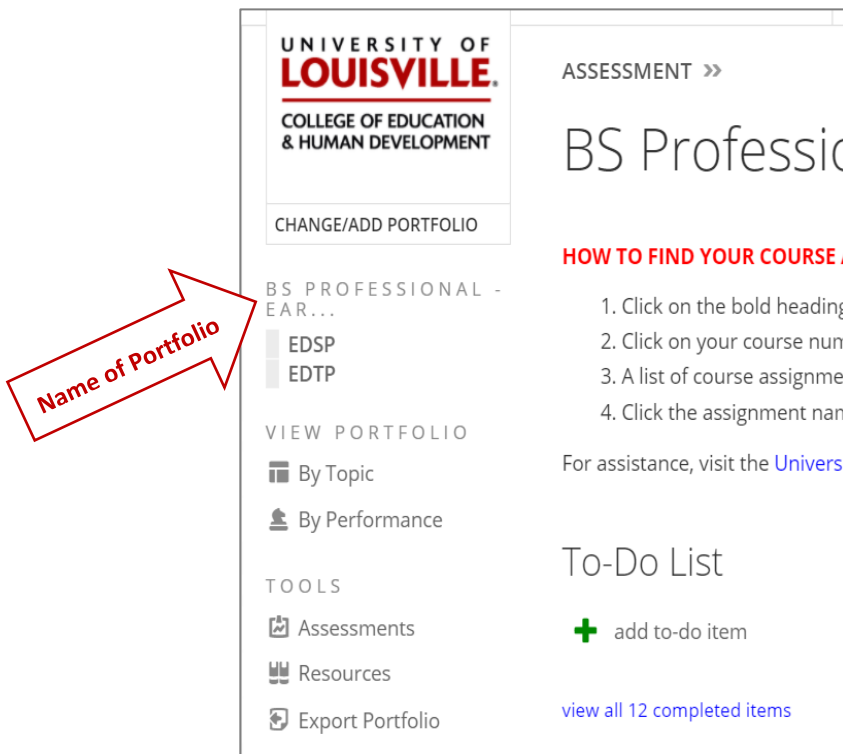 UNIVERSITY OF
LOUISVILLE.
COLLEGE OF EDUCATION
& HUMAN DEVELOPMENT
CHANGE/ADD PORTFOLIO
Name of Portfolio
BS PROFESSIONAL -
EAR...
EDSP
EDTP
VIEW PORTFOLIO
By Topic
By Performance
TOOLS
Assessments
Resources
Export Portfolio
ASSESSMENT »
BS Professi
HOW TO FIND YOUR COURSE
1. Click on the bold heading
2. Click on your course num
3. A list of course assignme
4. Click the assignment nam
For assistance, visit the Univers
To-Do List
add to-do item
view all 12 completed items